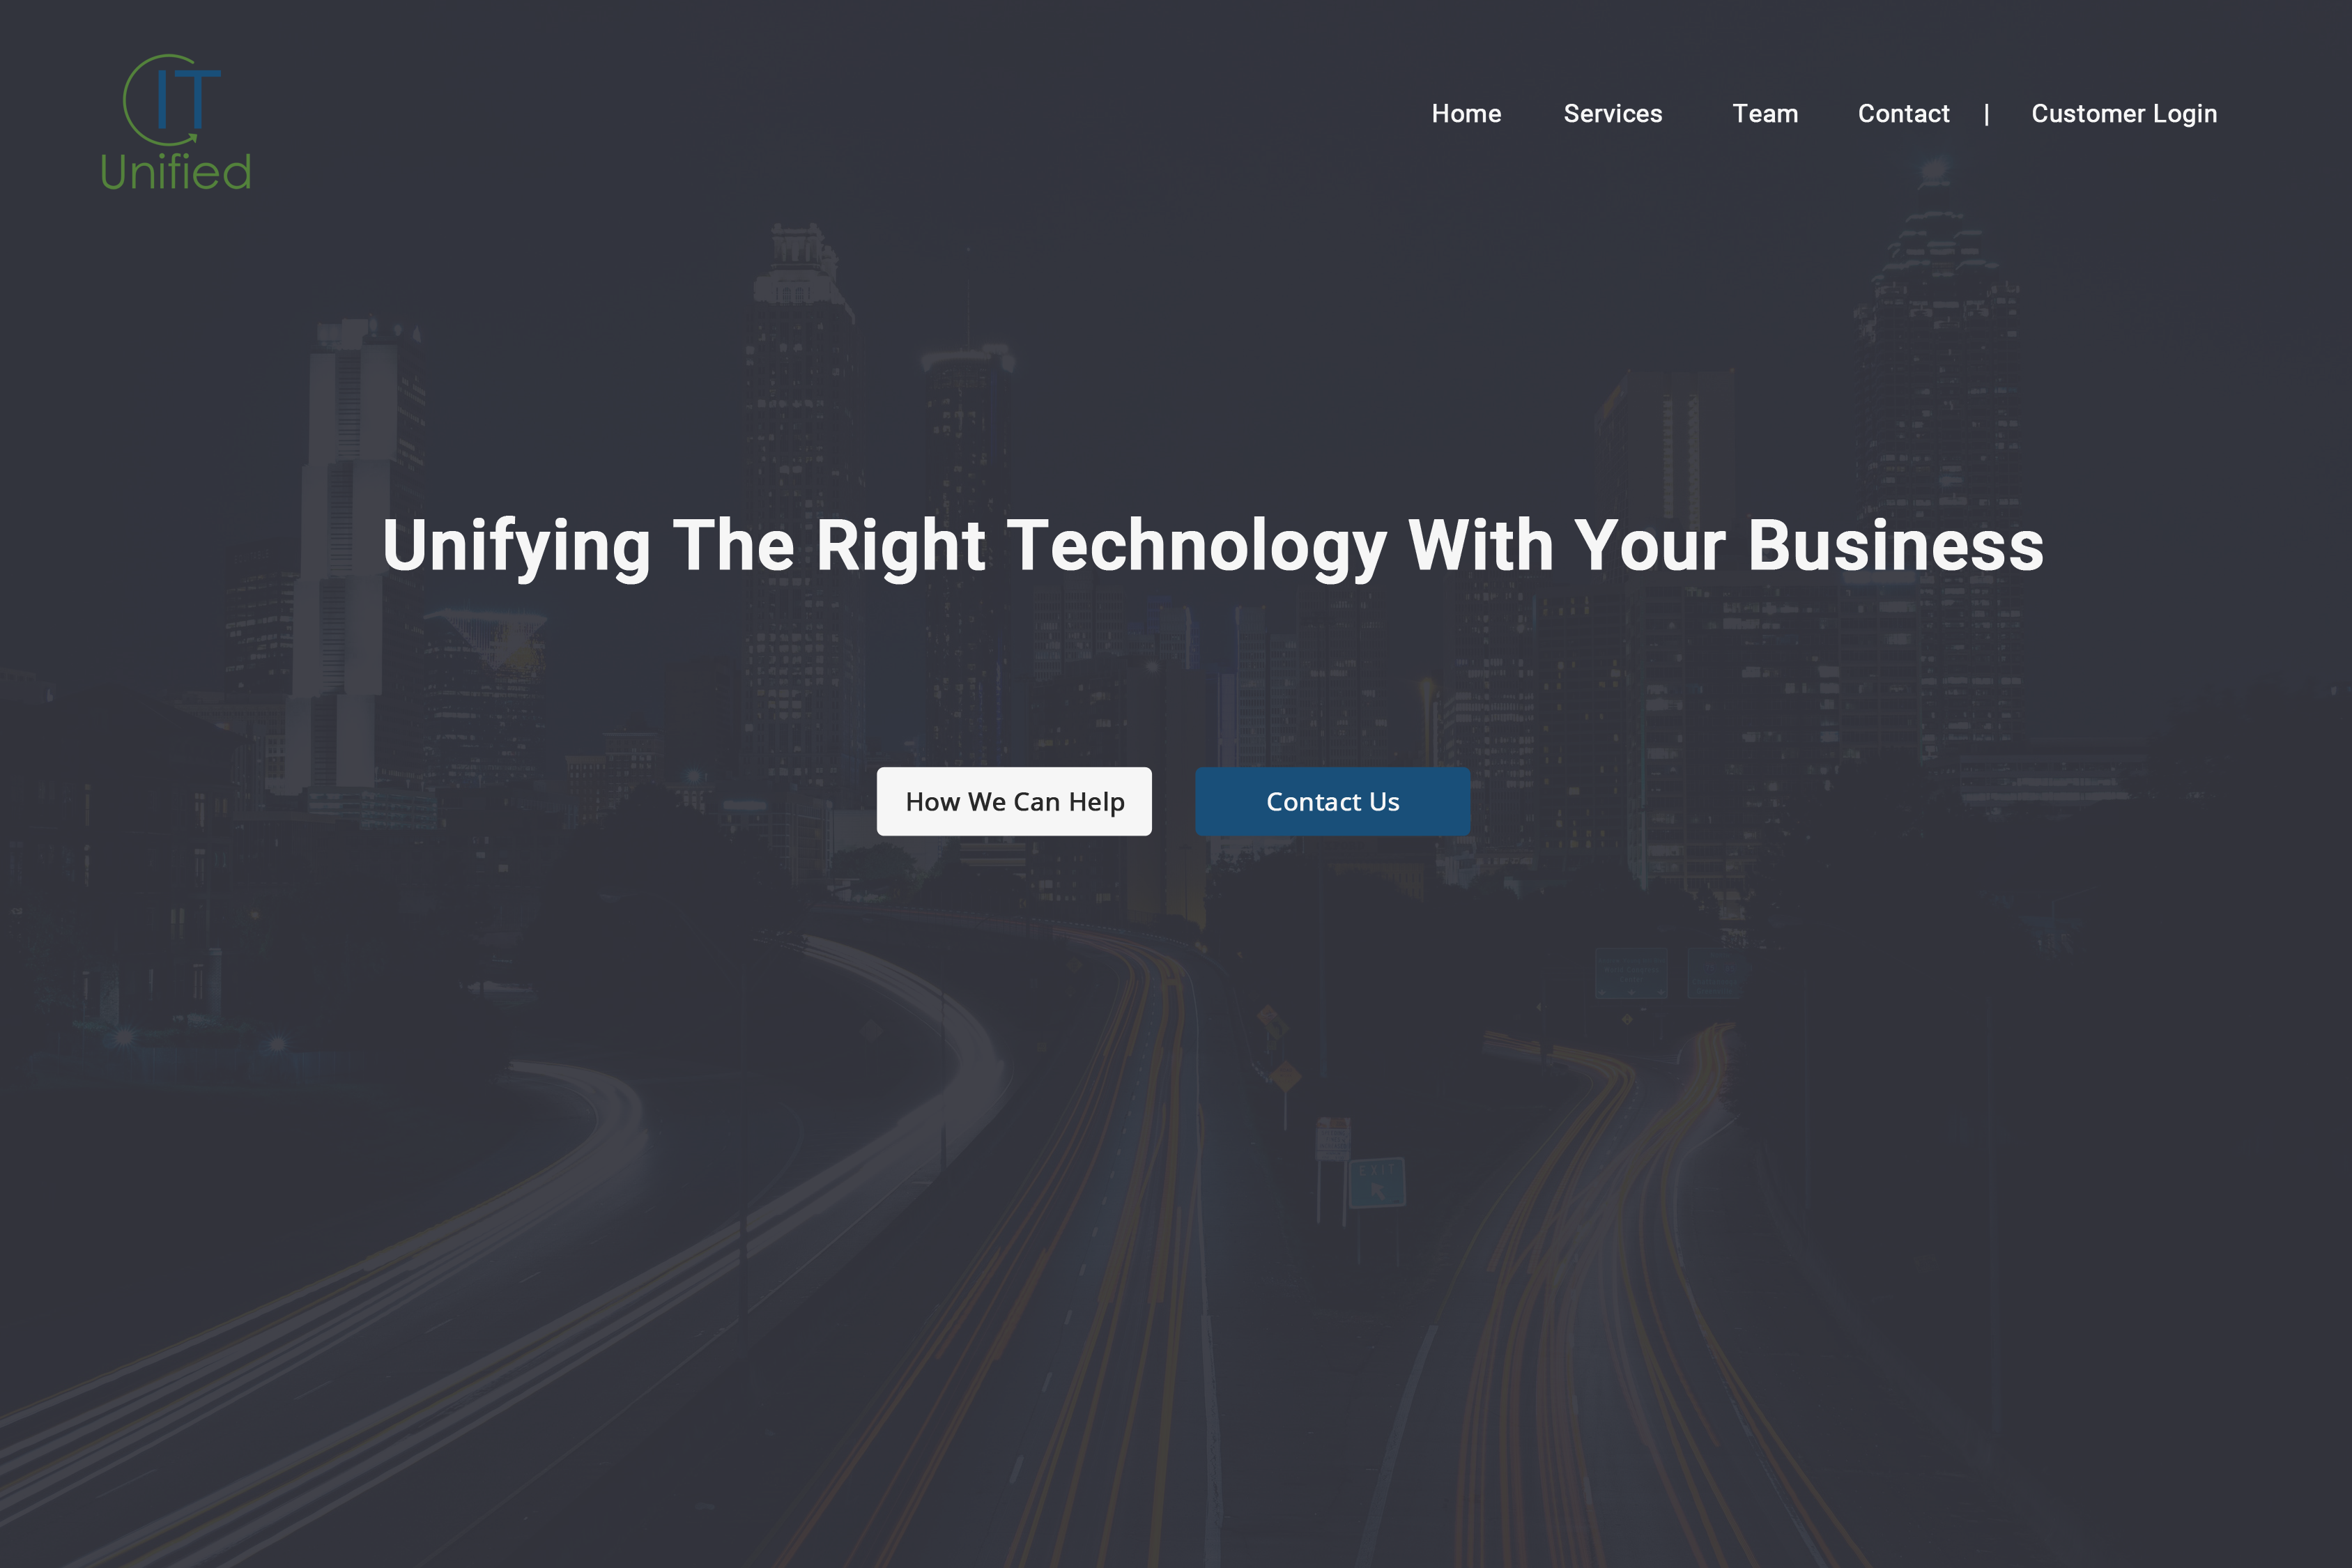 IT
Unified
Home Services Team Contact | Customer Login
Unifying The Right Technology With Your Business
How We Can Help Contact Us
EXIT